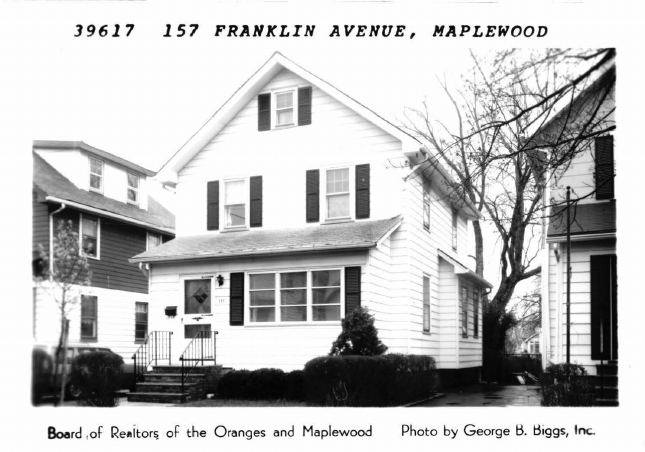 39617 157 FRANKLIN AVENUE, MAPLEWOOD
Board of Realtors of the Oranges and Maplewood Photo by George B. Biggs, Inc.